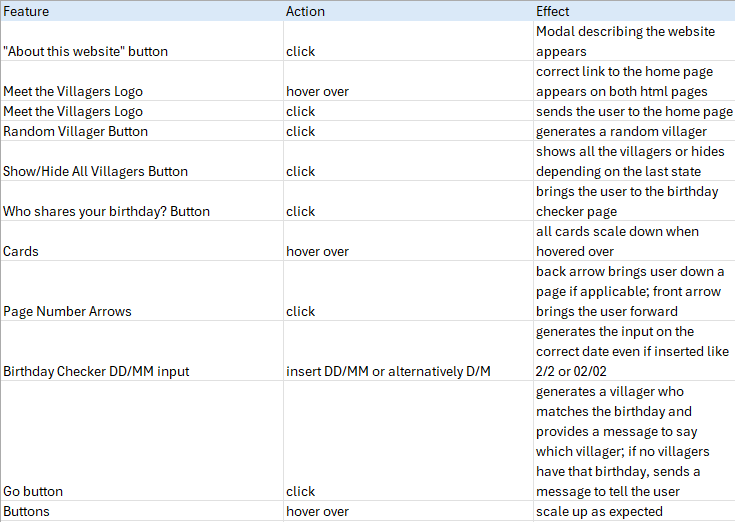 Feature Action Effect
Modal describing the website
"About this website" button click appears
correct link to the home page
Meet the Villagers Logo hover over appears on both html pages
Meet the Villagers Logo click sends the user to the home page
Random Villager Button click generates a random villager
shows all the villagers or hides
Show/Hide All Villagers Button click depending on the last state
brings the user to the birthday
Who shares your birthday? Button click checker page
all cards scale down when
Cards hover over hovered over
back arrow brings user down a
page if applicable; front arrow
Page Number Arrows click brings the user forward
generates the input on the
correct date even if inserted like
Birthday Checker DD/MM input insert DD/MM or alternatively D/M 2/2 or 02/02
generates a villager who
matches the birthday and
provides a message to say
which villager; if no villagers
have that birthday, sends a
Go button click message to tell the user
Buttons hover over scale up as expected